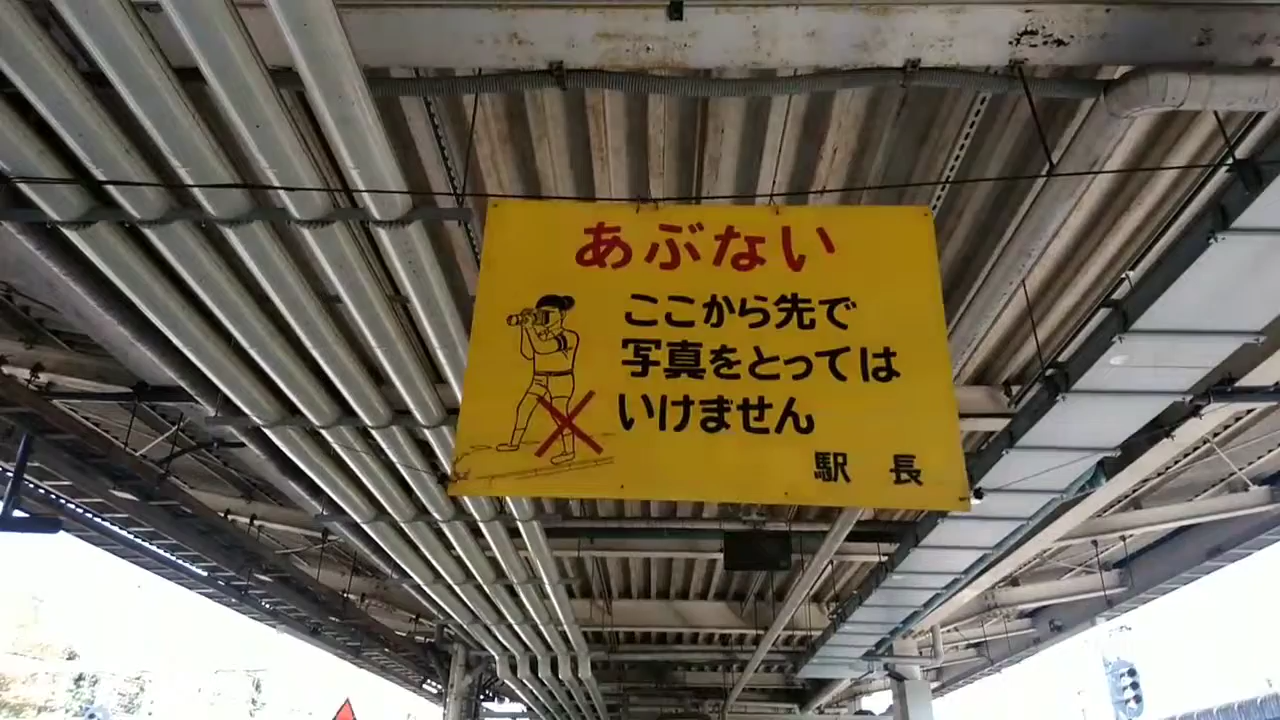 あぶない
ここから先で
写真をとっては
いけません
駅 長